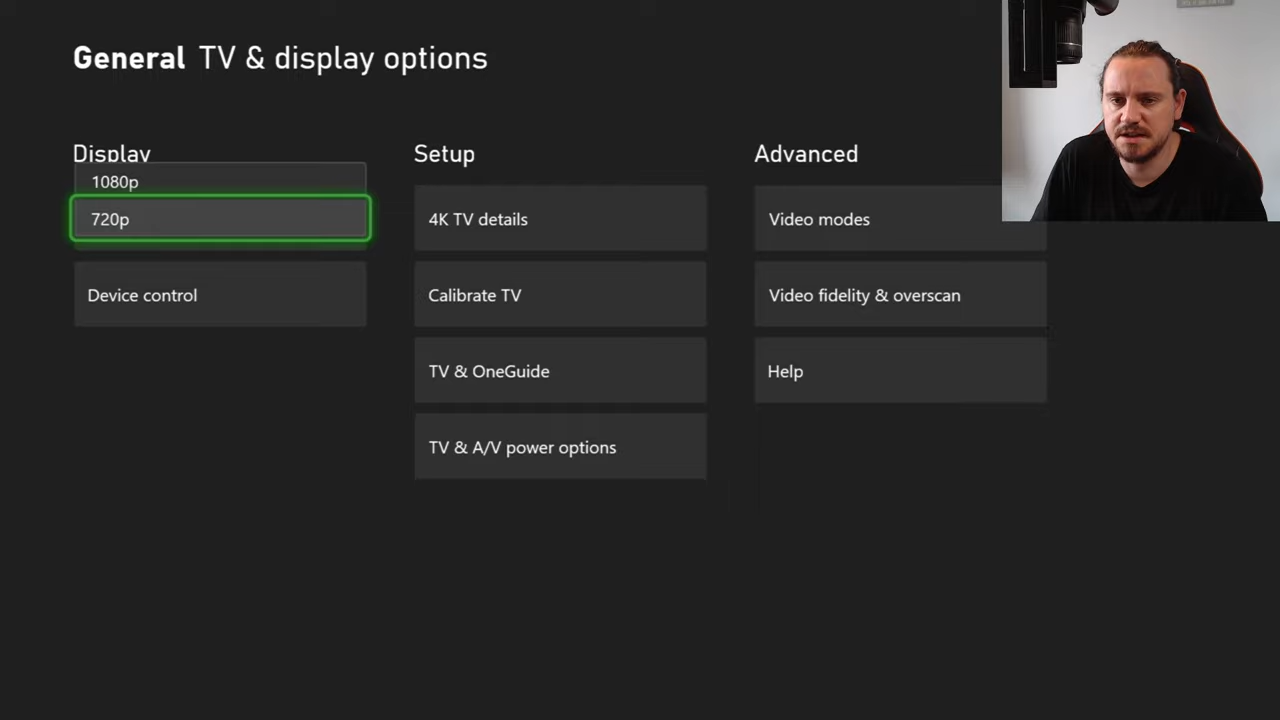 General TV & display options
Display
1080p
720p
Device control
Setup
4K TV details
Calibrate TV
TV & OneGuide
TV & A/V power options
Advanced
Video modes
Video fidelity & overscan
Help